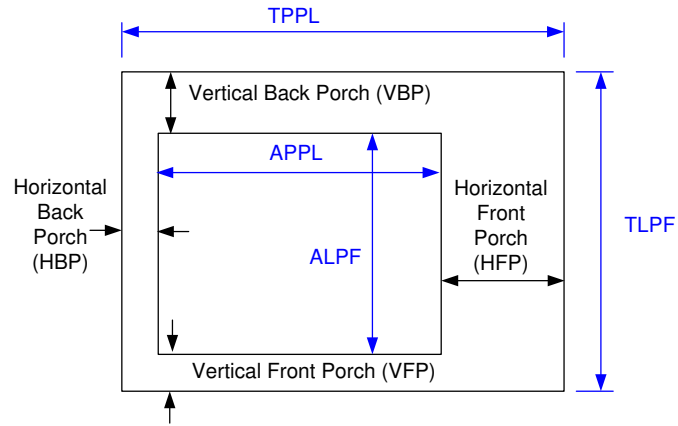 TPPL
Vertical Back Porch (VBP)
APPL
Horizontal
Back
Porch
(HBP)
Horizontal
Front
Porch
(HFP)
TLPF
ALPF
Vertical Front Porch (VFP)